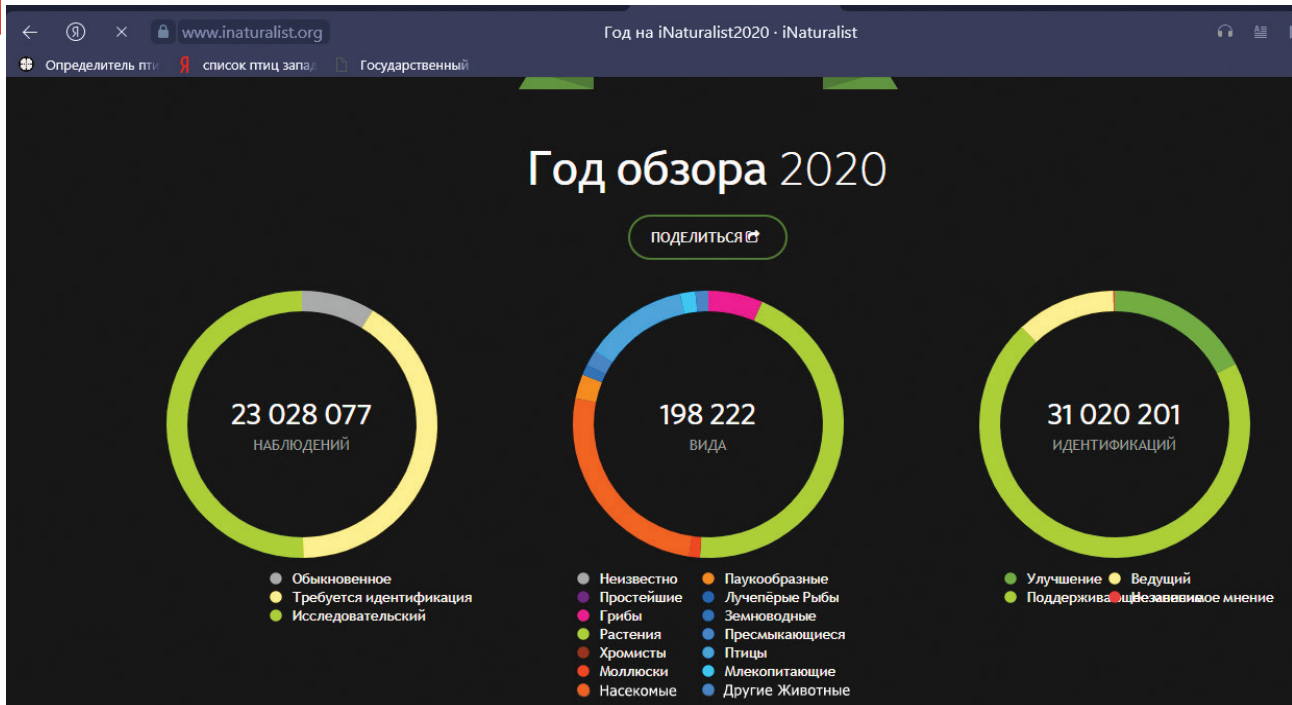 www.inaturalist.org
Год на iNaturalist2020 · iNaturalist
Определитель пти
Я список птиц запад
Государственный
Год обзора 2020
ПОДЕЛИТЬСЯ
23 028 077
НАБЛЮДЕНИЙ
Обыкновенное
Требуется идентификация
Исследовательский
198 222
ВИДА
Неизвестно
Простейшие
Грибы
Растения
Хромисты
Моллюски
Насекомые
Паукообразные
Лучепёрые Рыбы
Земноводные
Пресмыкающиеся
Птицы
Млекопитающие
Другие Животные
31 020 201
ИДЕНТИФИКАЦИЙ
Улучшение
Ведущий
мнение